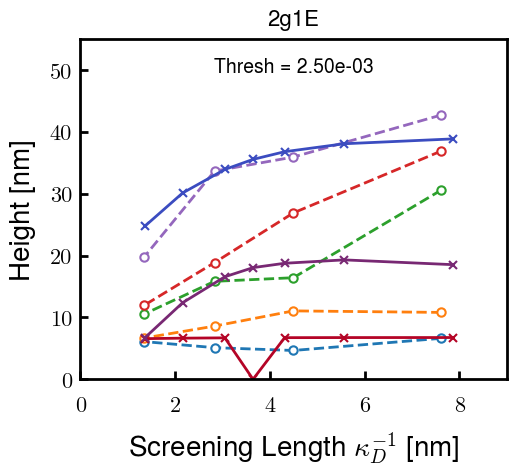 2g1E
Thresh = 2.50e-03
50
40
30
20
10
0
Height [nm]
0 2 4 6 8
Screening Length $\kappa_D^{-1}$ [nm]